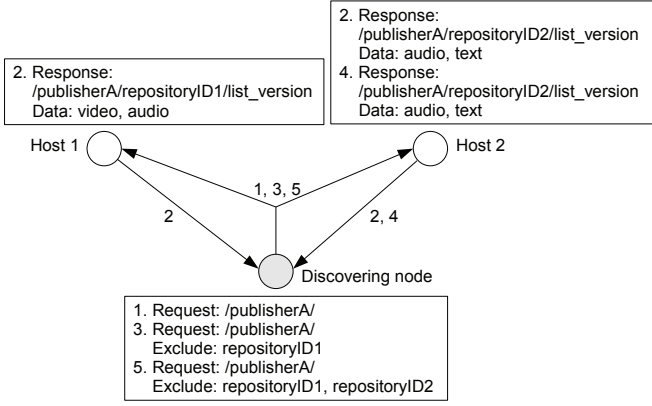 2. Response:
/publisherA/repositoryID2/list_version
Data: audio, text
4. Response:
/publisherA/repositoryID2/list_version
Data: audio, text
2. Response:
/publisherA/repositoryID1/list_version
Data: video, audio
Host 1
Host 2
1, 3, 5
2
2, 4
Discovering node
1. Request: /publisherA/
3. Request: /publisherA/
Exclude: repositoryID1
5. Request: /publisherA/
Exclude: repositoryID1, repositoryID2